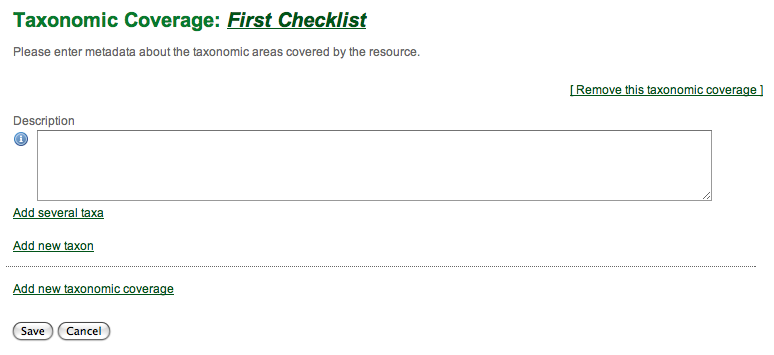 Taxonomic Coverage: First Checklist
Please enter metadata about the taxonomic areas covered by the resource.
[ Remove this taxonomic coverage ]
Description
Add several taxa
Add new taxon
Add new taxonomic coverage
Save Cancel